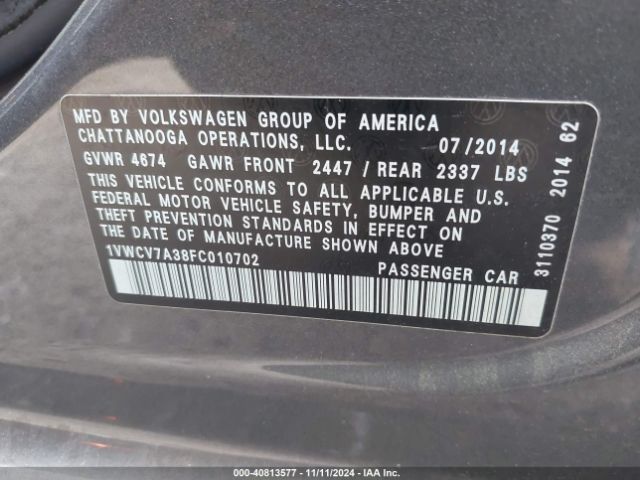 MFD BY VOLKSWAGEN GROUP OF AMERICA
CHATTANOOGA OPERATIONS, LLC. 07/2014
GVWR 4674 GAWR FRONT 2447 / REAR 2337 LBS
THIS VEHICLE CONFORMS TO ALL APPLICABLE U.S.
FEDERAL MOTOR VEHICLE SAFETY, BUMPER AND
THEFT PREVENTION STANDARDS IN EFFECT ON
THE DATE OF MANUFACTURE SHOWN ABOVE
1VWCV7A38FC010702 PASSENGER CAR
3110370 2014 62
000-40813577 - 11/11/2024 - IAA Inc.